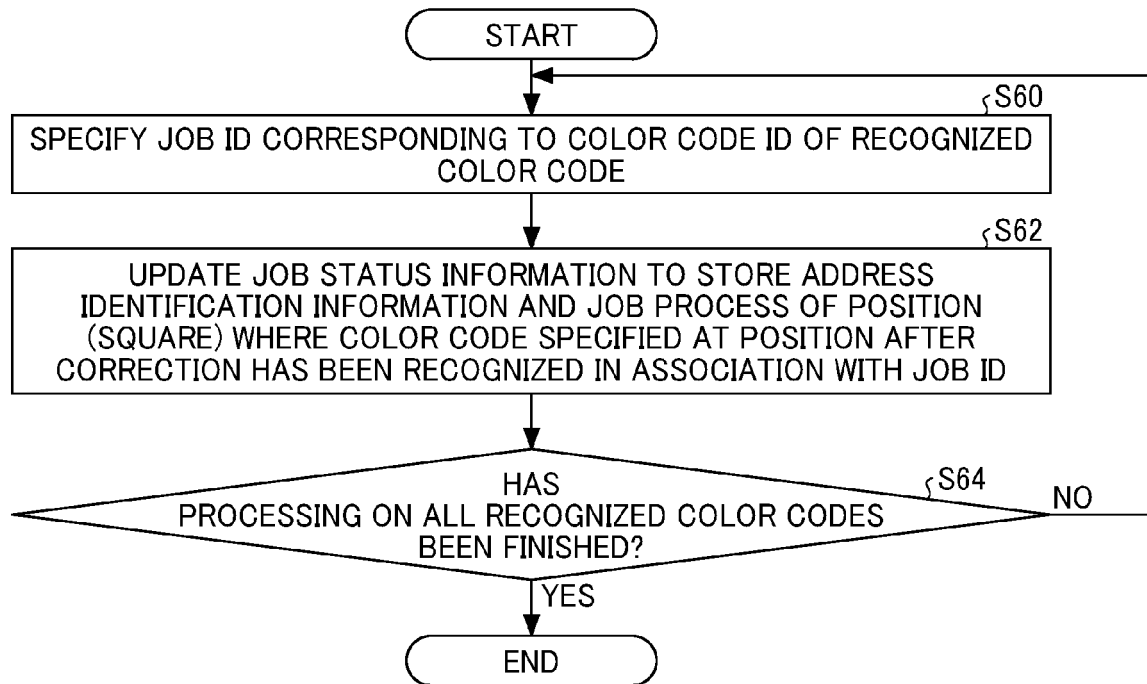 START
S60
SPECIFY JOB ID CORRESPONDING TO COLOR CODE ID OF RECOGNIZED
COLOR CODE
S62
UPDATE JOB STATUS INFORMATION TO STORE ADDRESS
IDENTIFICATION INFORMATION AND JOB PROCESS OF POSITION
(SQUARE) WHERE COLOR CODE SPECIFIED AT POSITION AFTER
CORRECTION HAS BEEN RECOGNIZED IN ASSOCIATION WITH JOB ID
S64
HAS
PROCESSING ON ALL RECOGNIZED COLOR CODES
BEEN FINISHED?
NO
YES
END